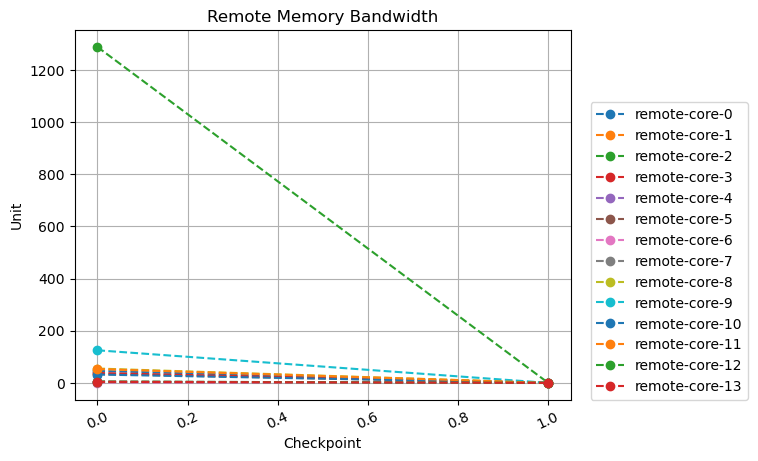 Remote Memory Bandwidth
1200
1000
800
600
400
200
0
Unit
0.0
0.2
0.4
0.6
0.8
1.0
Checkpoint
remote-core-0
remote-core-1
remote-core-2
remote-core-3
remote-core-4
remote-core-5
remote-core-6
remote-core-7
remote-core-8
remote-core-9
remote-core-10
remote-core-11
remote-core-12
remote-core-13